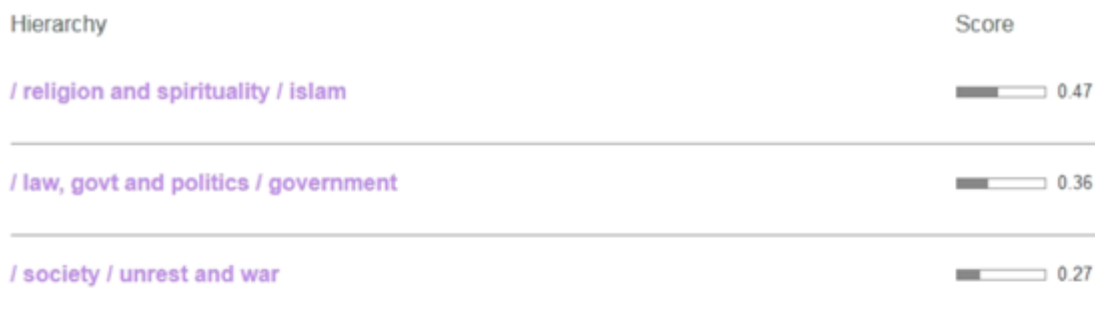 Hierarchy Score
/ religion and spirituality / islam 0.47
/ law, govt and politics / government 0.36
/ society / unrest and war 0.27